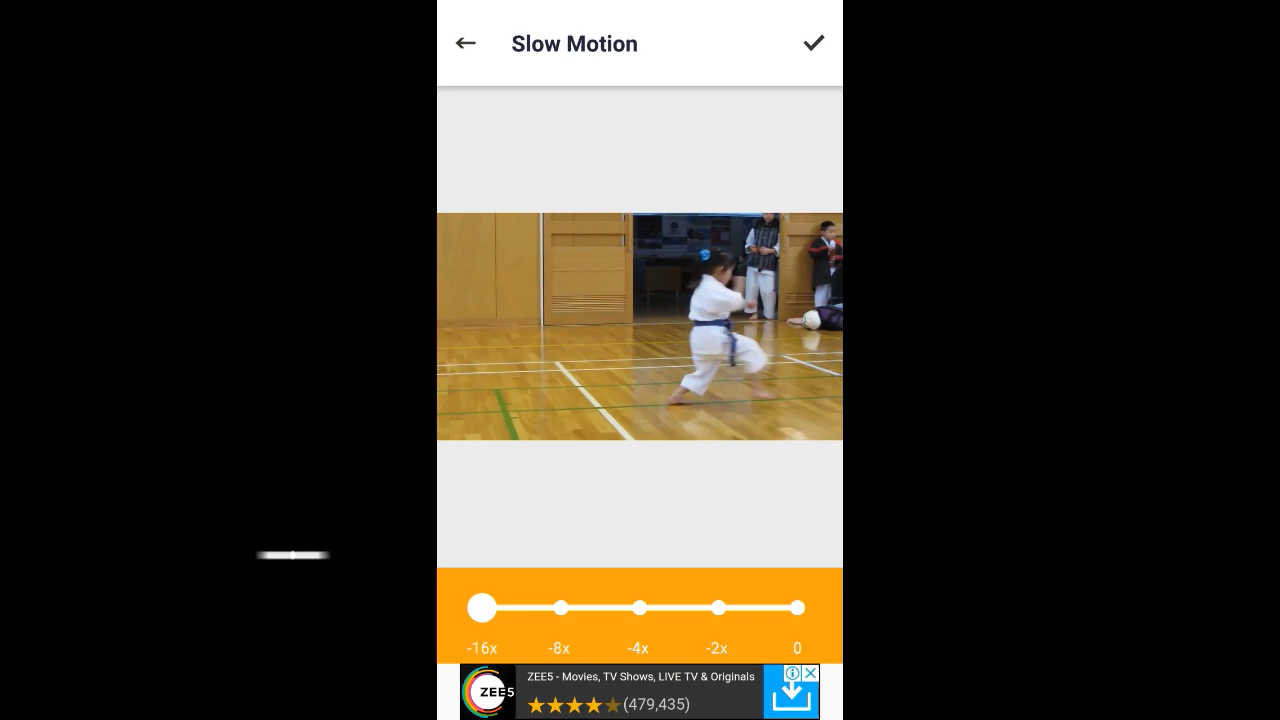 Slow Motion
-16x -8x -4x -2x 0
ZEE5
ZEE5 - Movies, TV Shows, LIVE TV & Originals
(479,435)